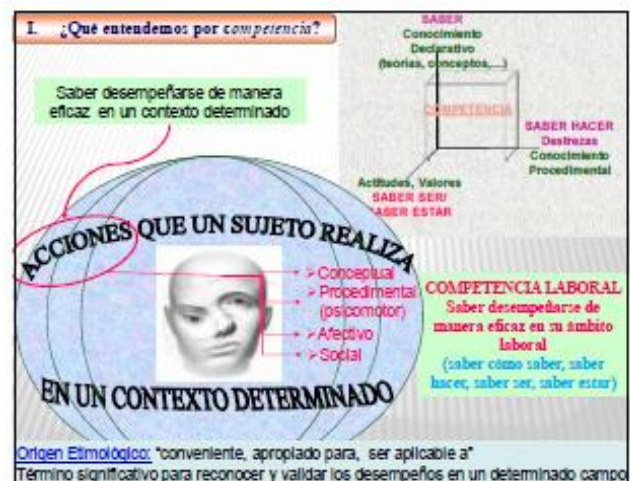 I. ¿Qué entendemos por competencia?
Saber desempeñarse de manera
eficaz en un contexto determinado
SABER
Conocimiento
Declarativo
(teorías, conceptos,...)
COMPETENCIA
SABER HACER
Destrezas
Conocimiento
Procedimental
Actitudes, Valores
SABER SER/
SABER ESTAR
ACCIONES QUE UN SUJETO REALIZA
Conceptual
Procedimental
(psicomotor)
Afectivo
Social
EN UN CONTEXTO DETERMINADO
COMPETENCIA LABORAL
Saber desempeñarse de
manera eficaz en su ámbito
laboral
(saber cómo saber, saber
hacer, saber ser, saber estar)
Origen Etimológico: "conveniente, apropiado para, ser aplicable a"
Término significativo para reconocer y validar los desempeños en un determinado campo